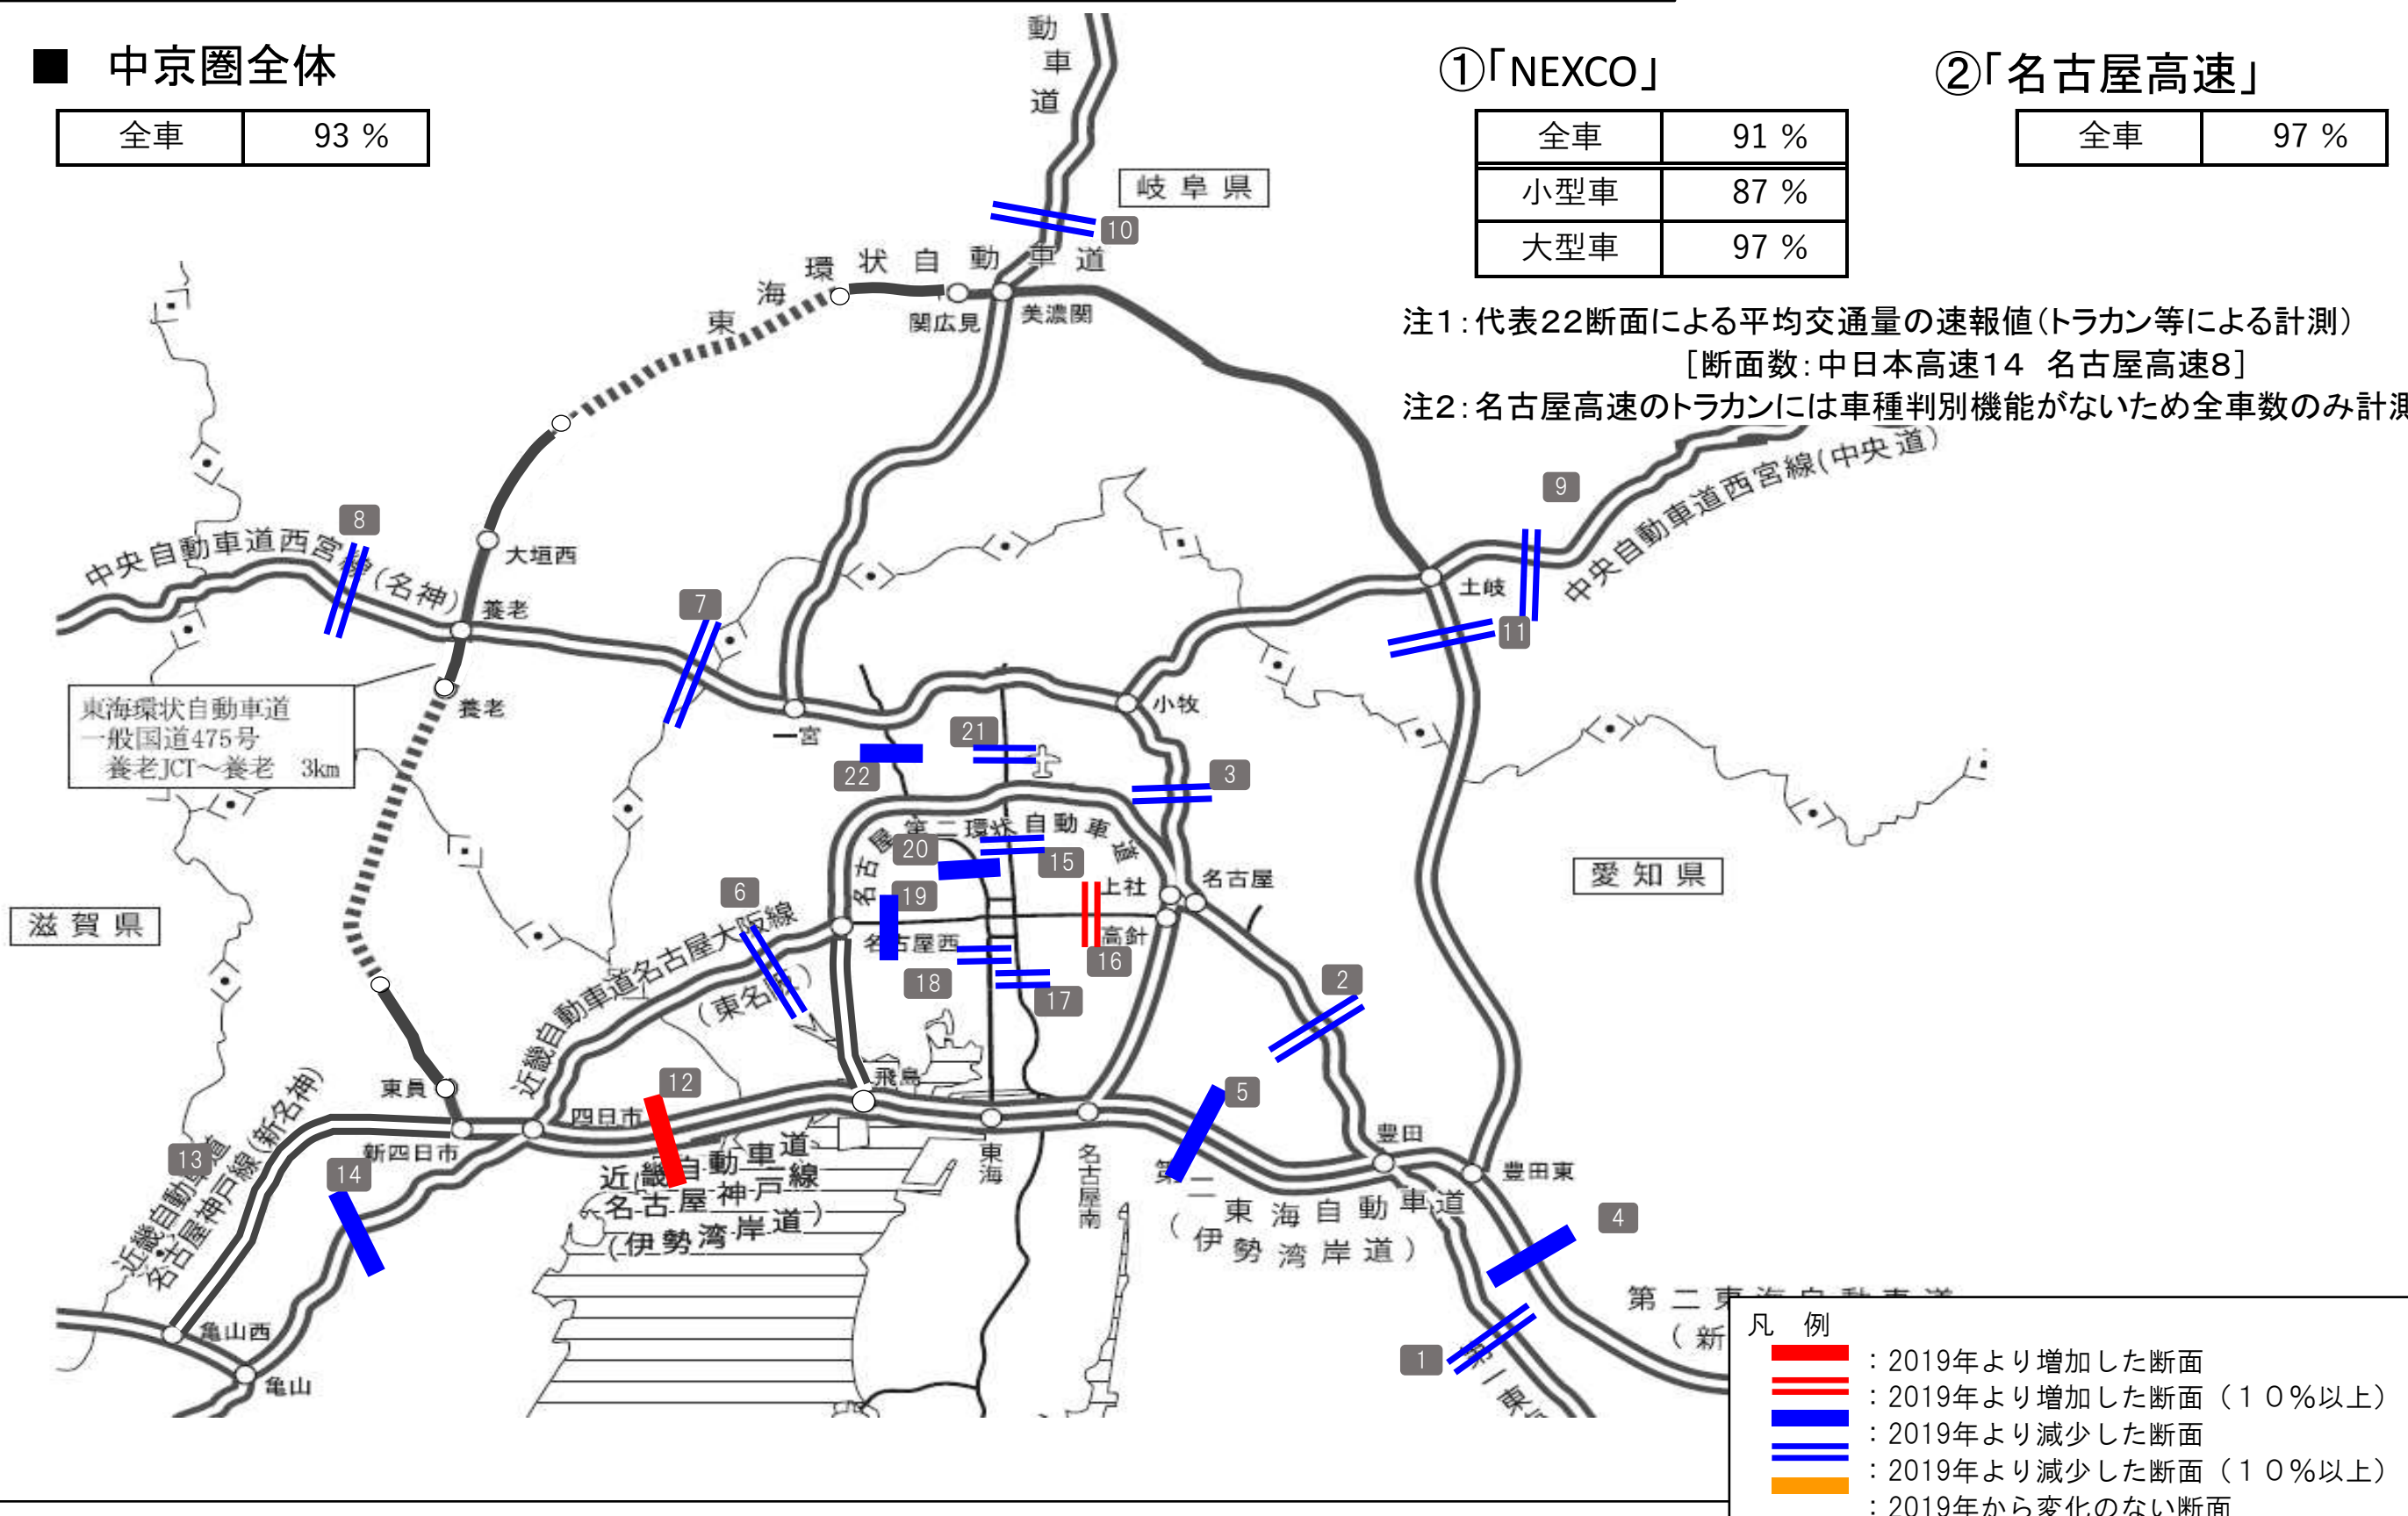 ■ 中京圏全体
全車 93 %
①「NEXCO」
全車 91 %
小型車 87 %
大型車 97 %
②「名古屋高速」
全車 97 %
注1：代表22断面による平均交通量の速報値（トラカン等による計測）
［断面数：中日本高速14 名古屋高速8］
注2：名古屋高速のトラカンには車種判別機能がないため全車数のみ計測
動車道
岐阜県
10
東海環状自動車道
関広見
美濃関
中央自動車道西宮線(中央道)
9
8
中央自動車道西宮線(名神)
大垣西
養老
7
土岐
11
養老
東海環状自動車道
一般国道475号
養老JCT～養老 3km
一宮
小牧
21
22
3
名古屋第二環状自動車道
20
15
上社
名古屋
愛知県
19
6
滋賀県
名古屋西
高針
16
近畿自動車道名古屋大阪線
(東名阪)
18
17
2
飛島
東員
12
四日市
5
新四日市
13
14
近畿自動車道
名古屋神戸線(新名神)
近畿自動車道
名古屋神戸線
(伊勢湾岸道)
東海
名古屋南
豊田
豊田東
第二東海自動車道
(伊勢湾岸道)
4
亀山西
亀山
1
第一東
第二東海自動車道
(新
凡 例
：2019年より増加した断面
：2019年より増加した断面（１０％以上）
：2019年より減少した断面
：2019年より減少した断面（１０％以上）
：2019年から変化のない断面